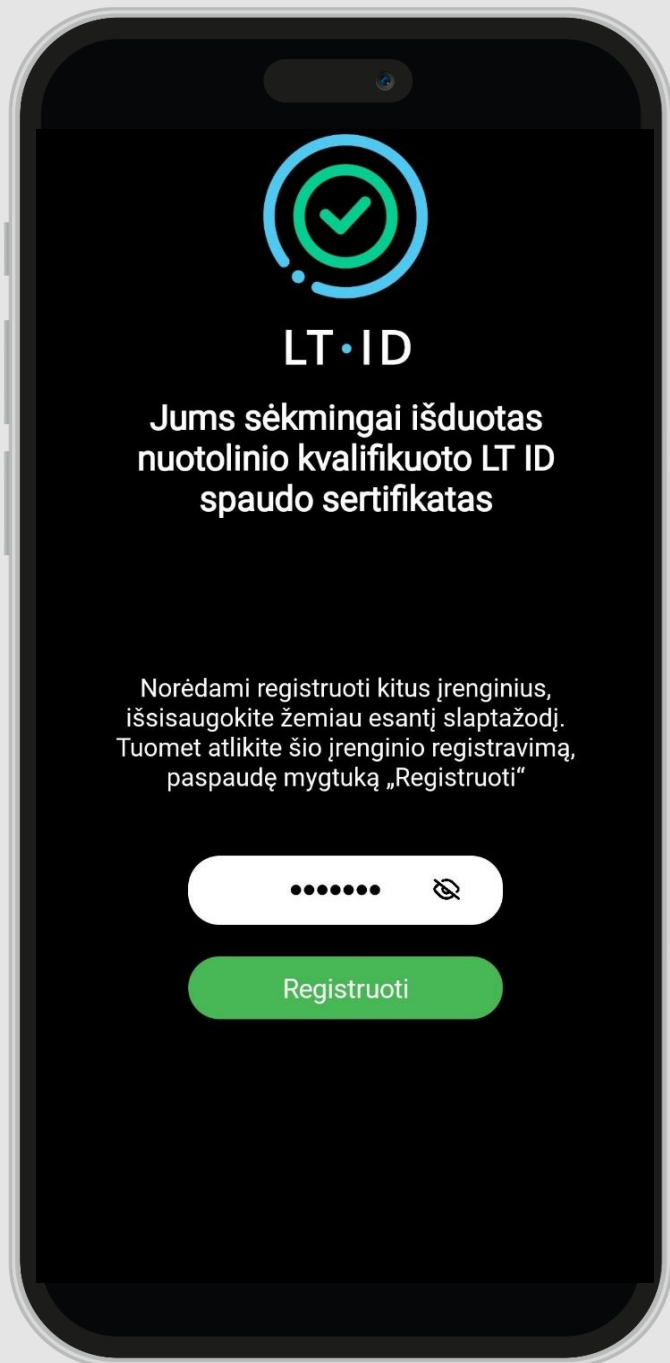 LT·ID
Jums sėkmingai išduotas
nuotolinio kvalifikuoto LT ID
spaudo sertifikatas
Norėdami registruoti kitus įrenginius,
išsisaugokite žemiau esantį slaptažodį.
Tuomet atlikite šio įrenginio registravimą,
paspaudę mygtuką „Registruoti“
•••••••
Registruoti